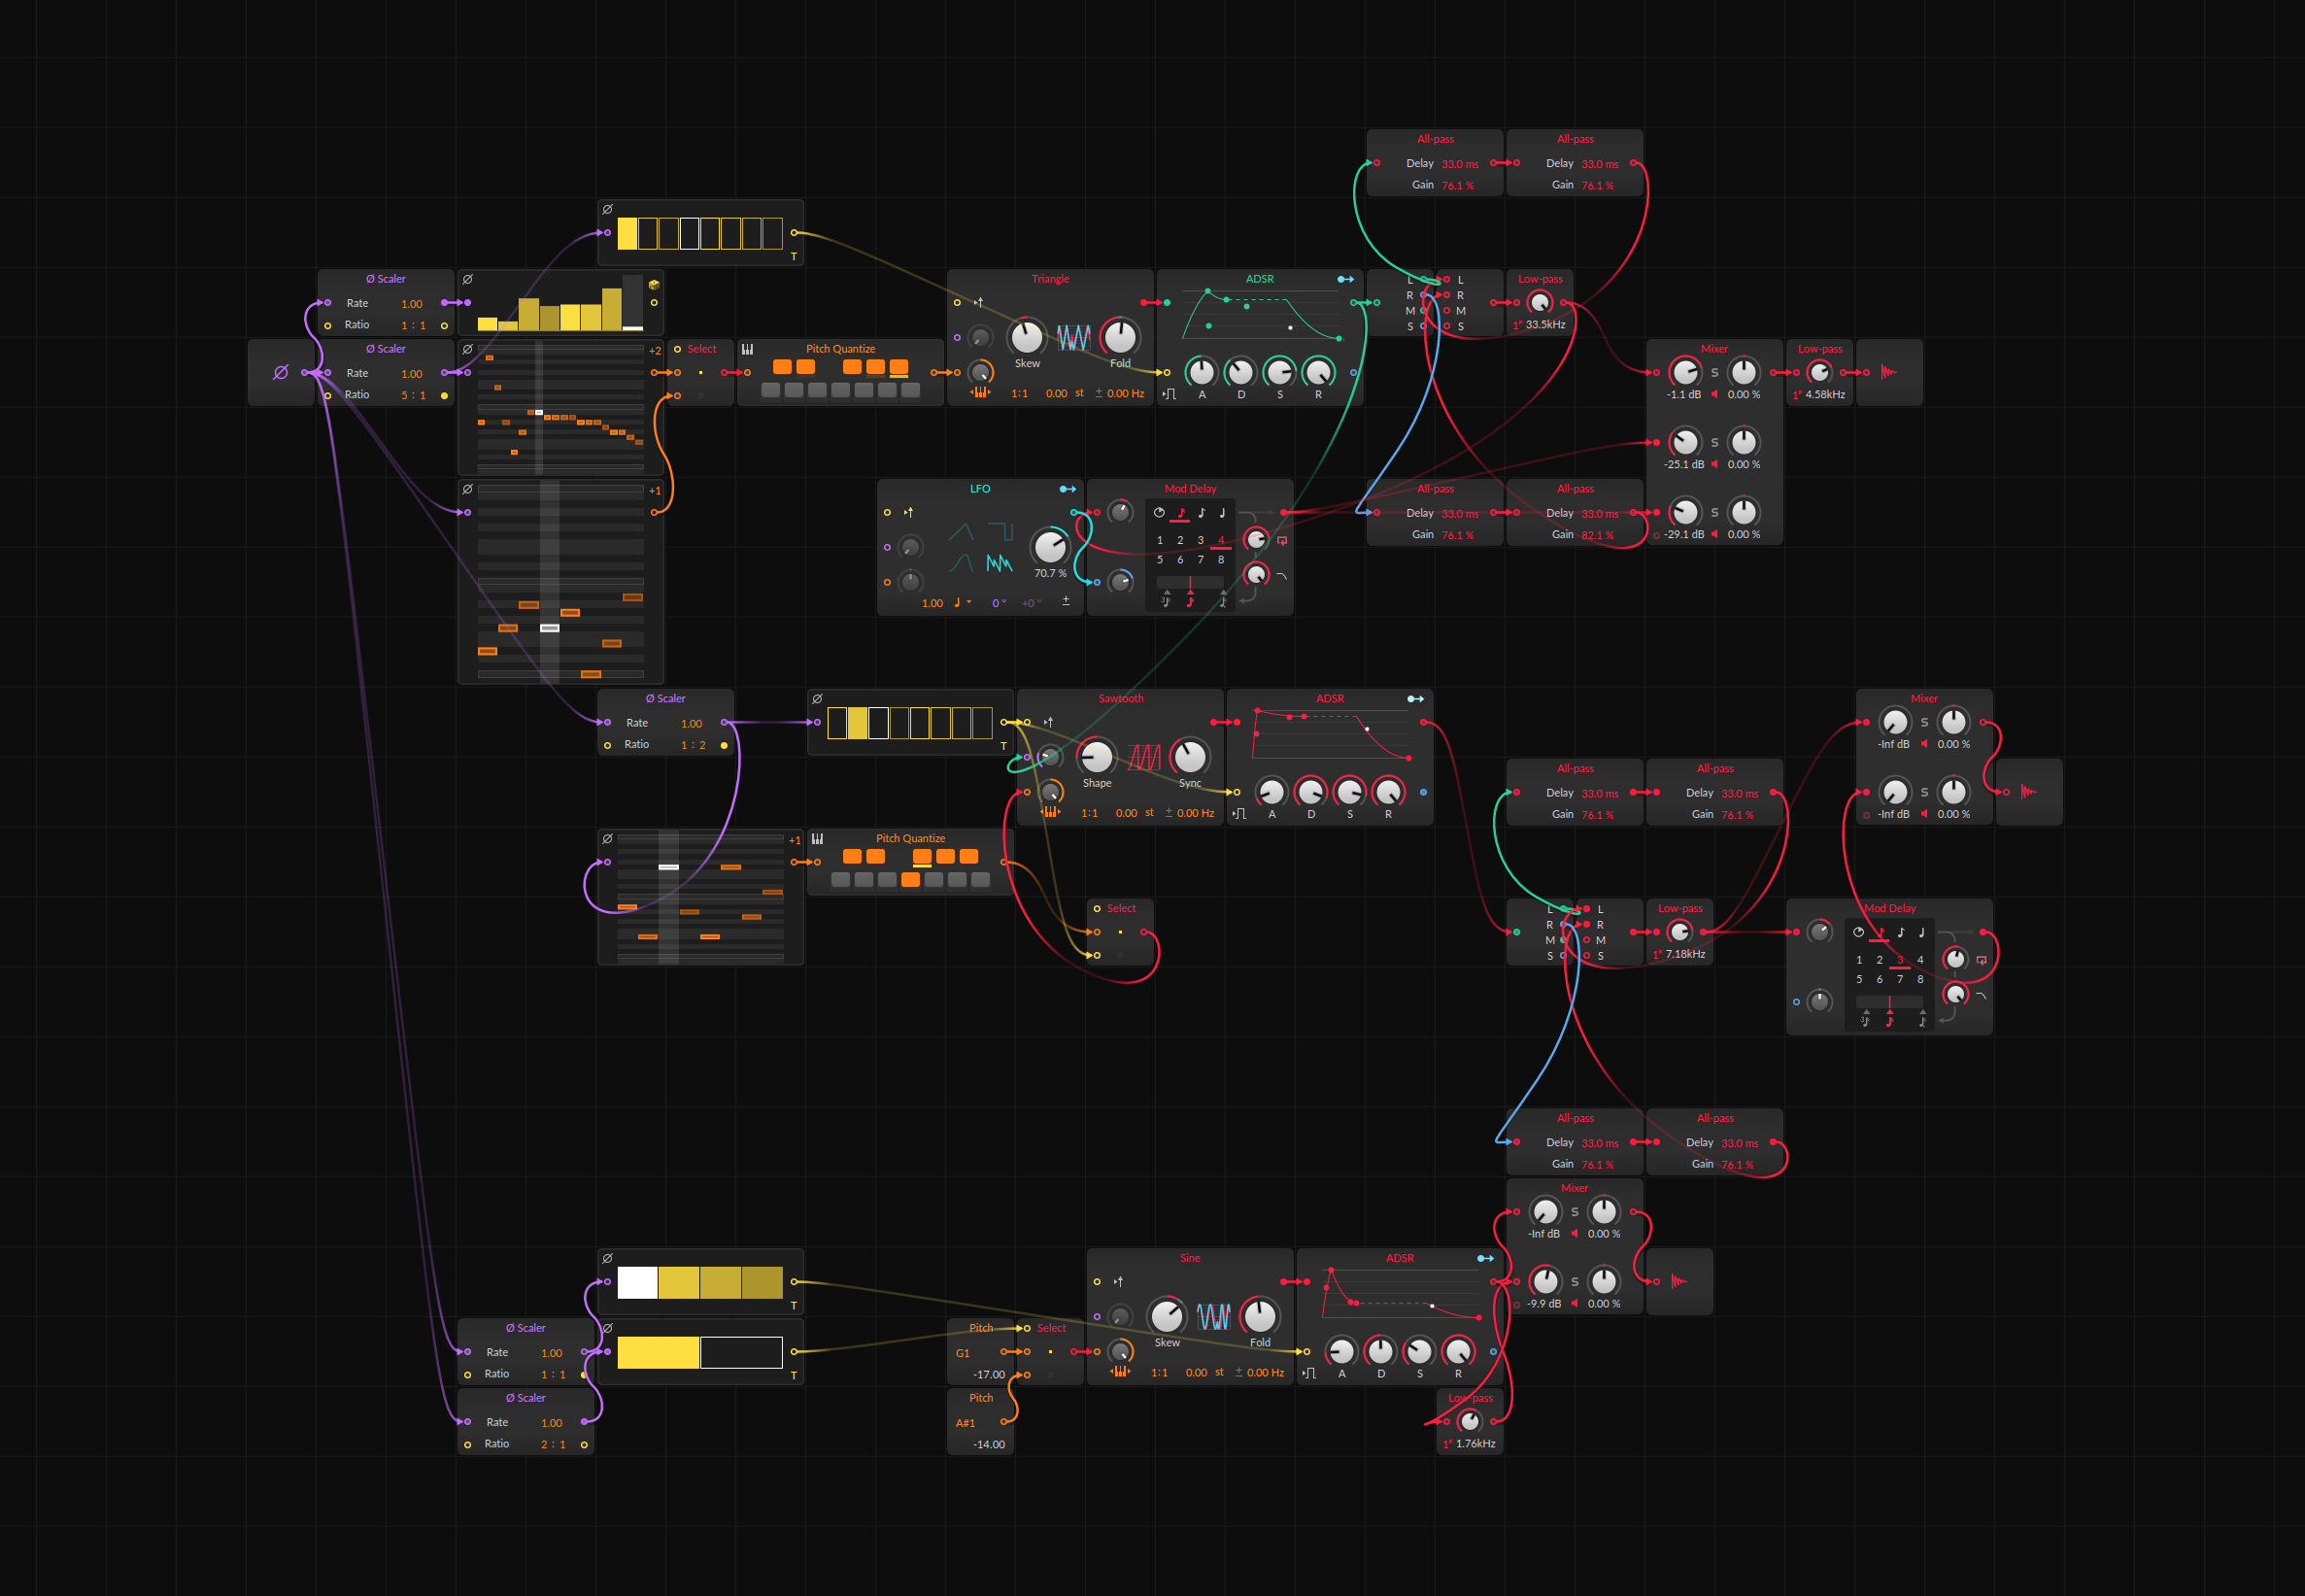 All-pass
Delay 33.0 ms
Gain 76.1 %
All-pass
Delay 33.0 ms
Gain 76.1 %
T
Ø Scaler
Rate 1.00
Ratio 1 : 1
Ø Scaler
Rate 1.00
Ratio 5 : 1
+2
Select
Pitch Quantize
Triangle
Skew
Fold
1:1 0.00 st ± 0.00 Hz
ADSR
A D S R
L L
R R
M M
S S
Low-pass
1° 33.5kHz
Mixer
S
-1.1 dB 0.00 %
S
-25.1 dB 0.00 %
S
-29.1 dB 0.00 %
Low-pass
1° 4.58kHz
+1
LFO
70.7 %
1.00 0° +0° ±
Mod Delay
1 2 3 4
5 6 7 8
All-pass
Delay 33.0 ms
Gain 76.1 %
All-pass
Delay 33.0 ms
Gain 82.1 %
Ø Scaler
Rate 1.00
Ratio 1 : 2
T
Sawtooth
Shape
Sync
1:1 0.00 st ± 0.00 Hz
ADSR
A D S R
All-pass
Delay 33.0 ms
Gain 76.1 %
All-pass
Delay 33.0 ms
Gain 76.1 %
Mixer
S
-Inf dB 0.00 %
S
-Inf dB 0.00 %
+1
Pitch Quantize
Select
L L
R R
M M
S S
Low-pass
1° 7.18kHz
Mod Delay
1 2 3 4
5 6 7 8
All-pass
Delay 33.0 ms
Gain 76.1 %
All-pass
Delay 33.0 ms
Gain 76.1 %
Mixer
S
-Inf dB 0.00 %
S
-9.9 dB 0.00 %
T
Ø Scaler
Rate 1.00
Ratio 1 : 1
T
Ø Scaler
Rate 1.00
Ratio 2 : 1
Pitch
G1
-17.00
Pitch
A#1
-14.00
Select
Sine
Skew
Fold
1:1 0.00 st ± 0.00 Hz
ADSR
A D S R
Low-pass
1° 1.76kHz